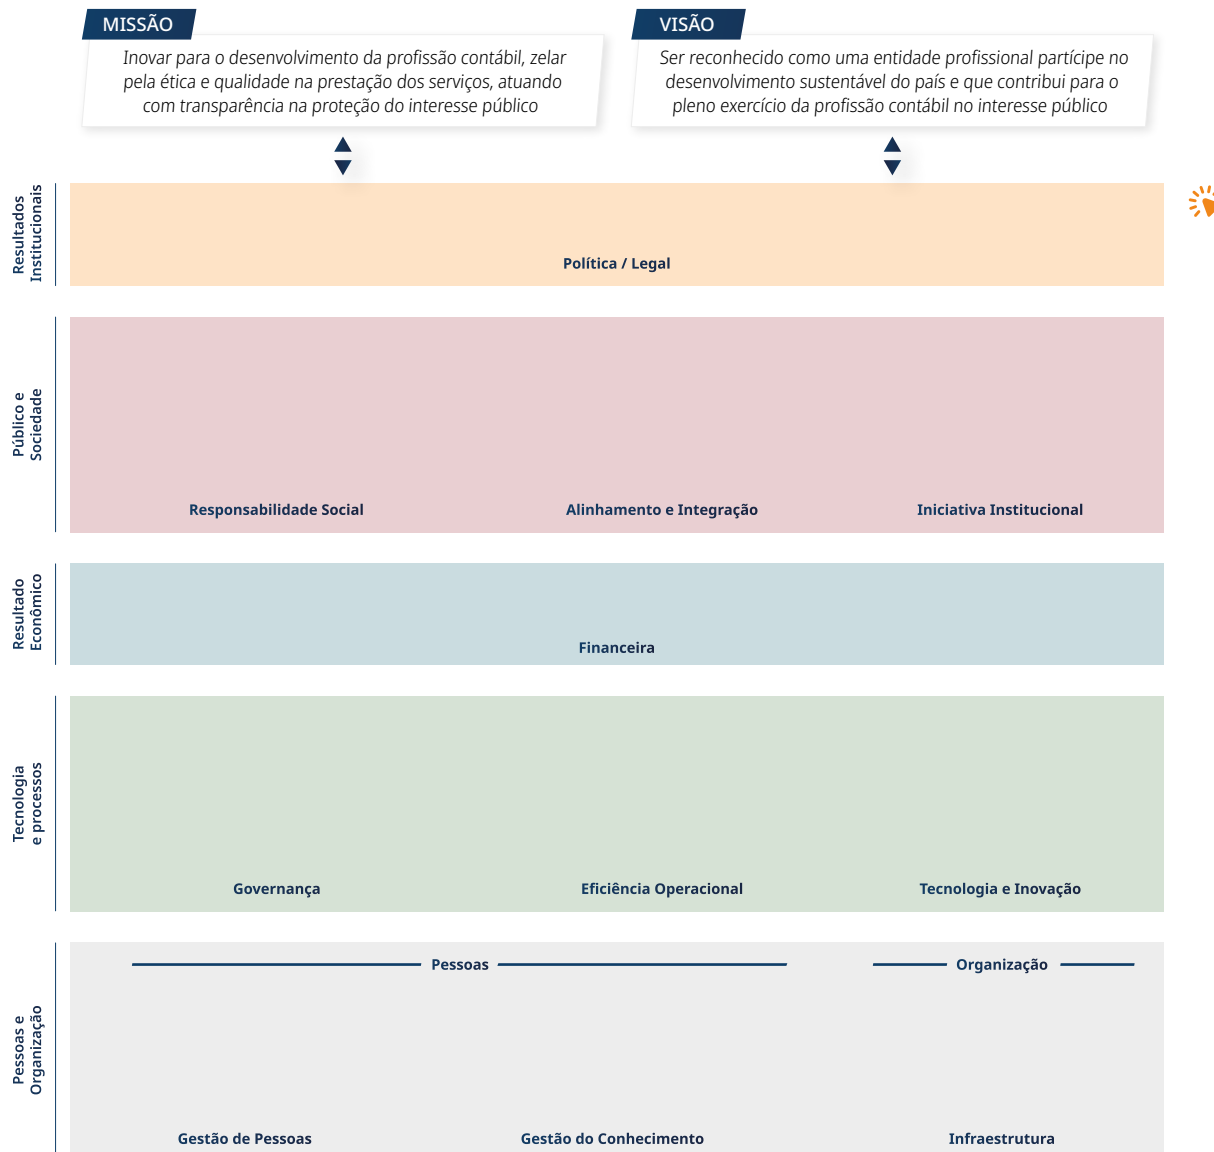 MISSÃO
Inovar para o desenvolvimento da profissão contábil, zelar
pela ética e qualidade na prestação dos serviços, atuando
com transparência na proteção do interesse público
VISÃO
Ser reconhecido como uma entidade profissional partícipe no
desenvolvimento sustentável do país e que contribui para o
pleno exercício da profissão contábil no interesse público
Resultados
Institucionais
Política / Legal
Público e
Sociedade
Responsabilidade Social
Alinhamento e Integração
Iniciativa Institucional
Resultado
Econômico
Financeira
Tecnologia
e processos
Governança
Eficiência Operacional
Tecnologia e Inovação
Pessoas e
Organização
Pessoas
Organização
Gestão de Pessoas
Gestão do Conhecimento
Infraestrutura